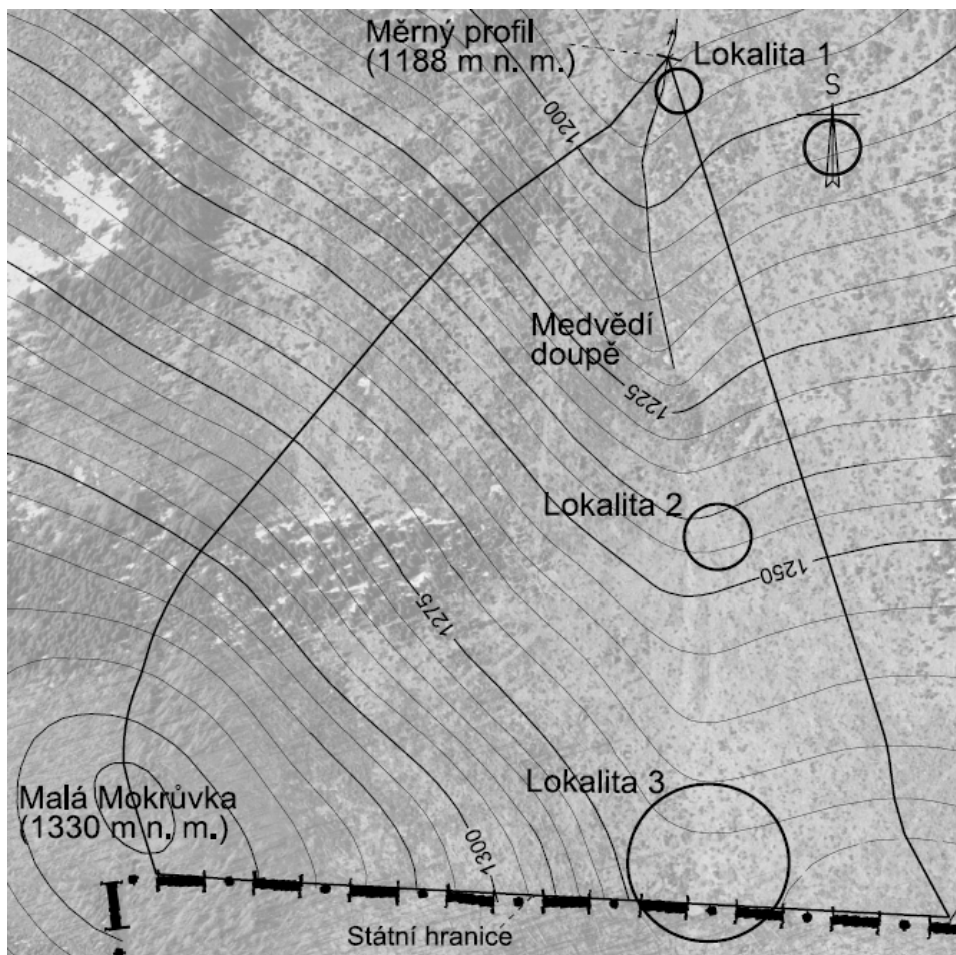 Měrný profil
(1188 m n. m.)
Lokalita 1
S
1200
Medvědí
doupě
1225
Lokalita 2
1250
1275
Lokalita 3
Malá Mokrůvka
(1330 m n. m.)
1300
Státní hranice